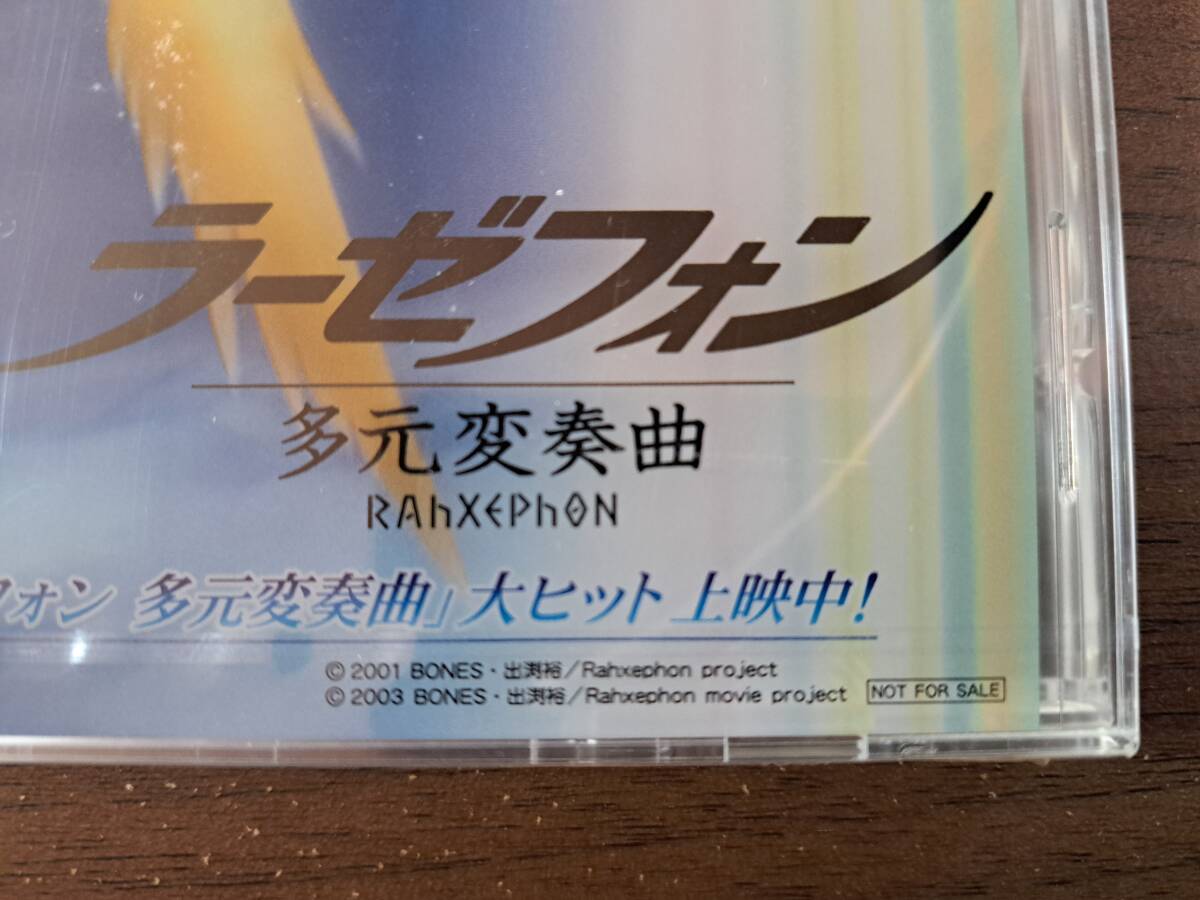 ラーゼフォン
多元変奏曲
RAhXEPhON
フォン 多元変奏曲」大ヒット上映中!
© 2001 BONES・出渕裕/Rahxephon project
© 2003 BONES・出渕裕/Rahxephon movie project
NOT FOR SALE